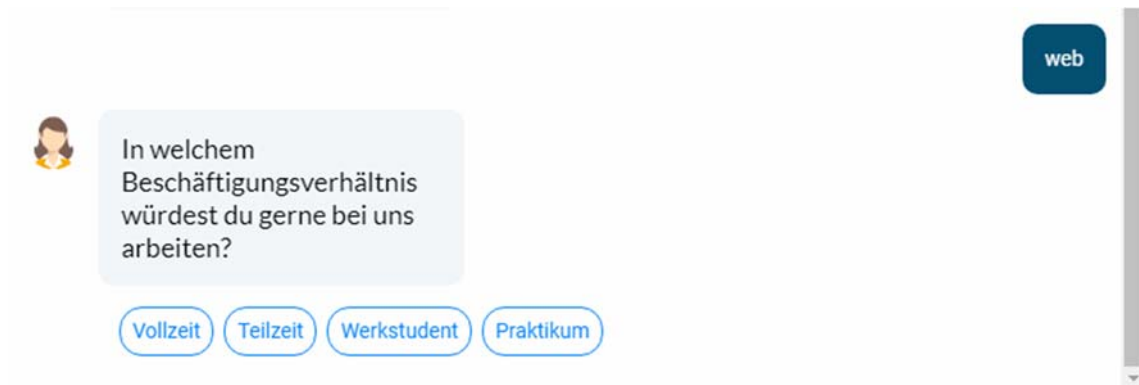 web
In welchem
Beschäftigungsverhältnis
würdest du gerne bei uns
arbeiten?
Vollzeit Teilzeit Werkstudent Praktikum